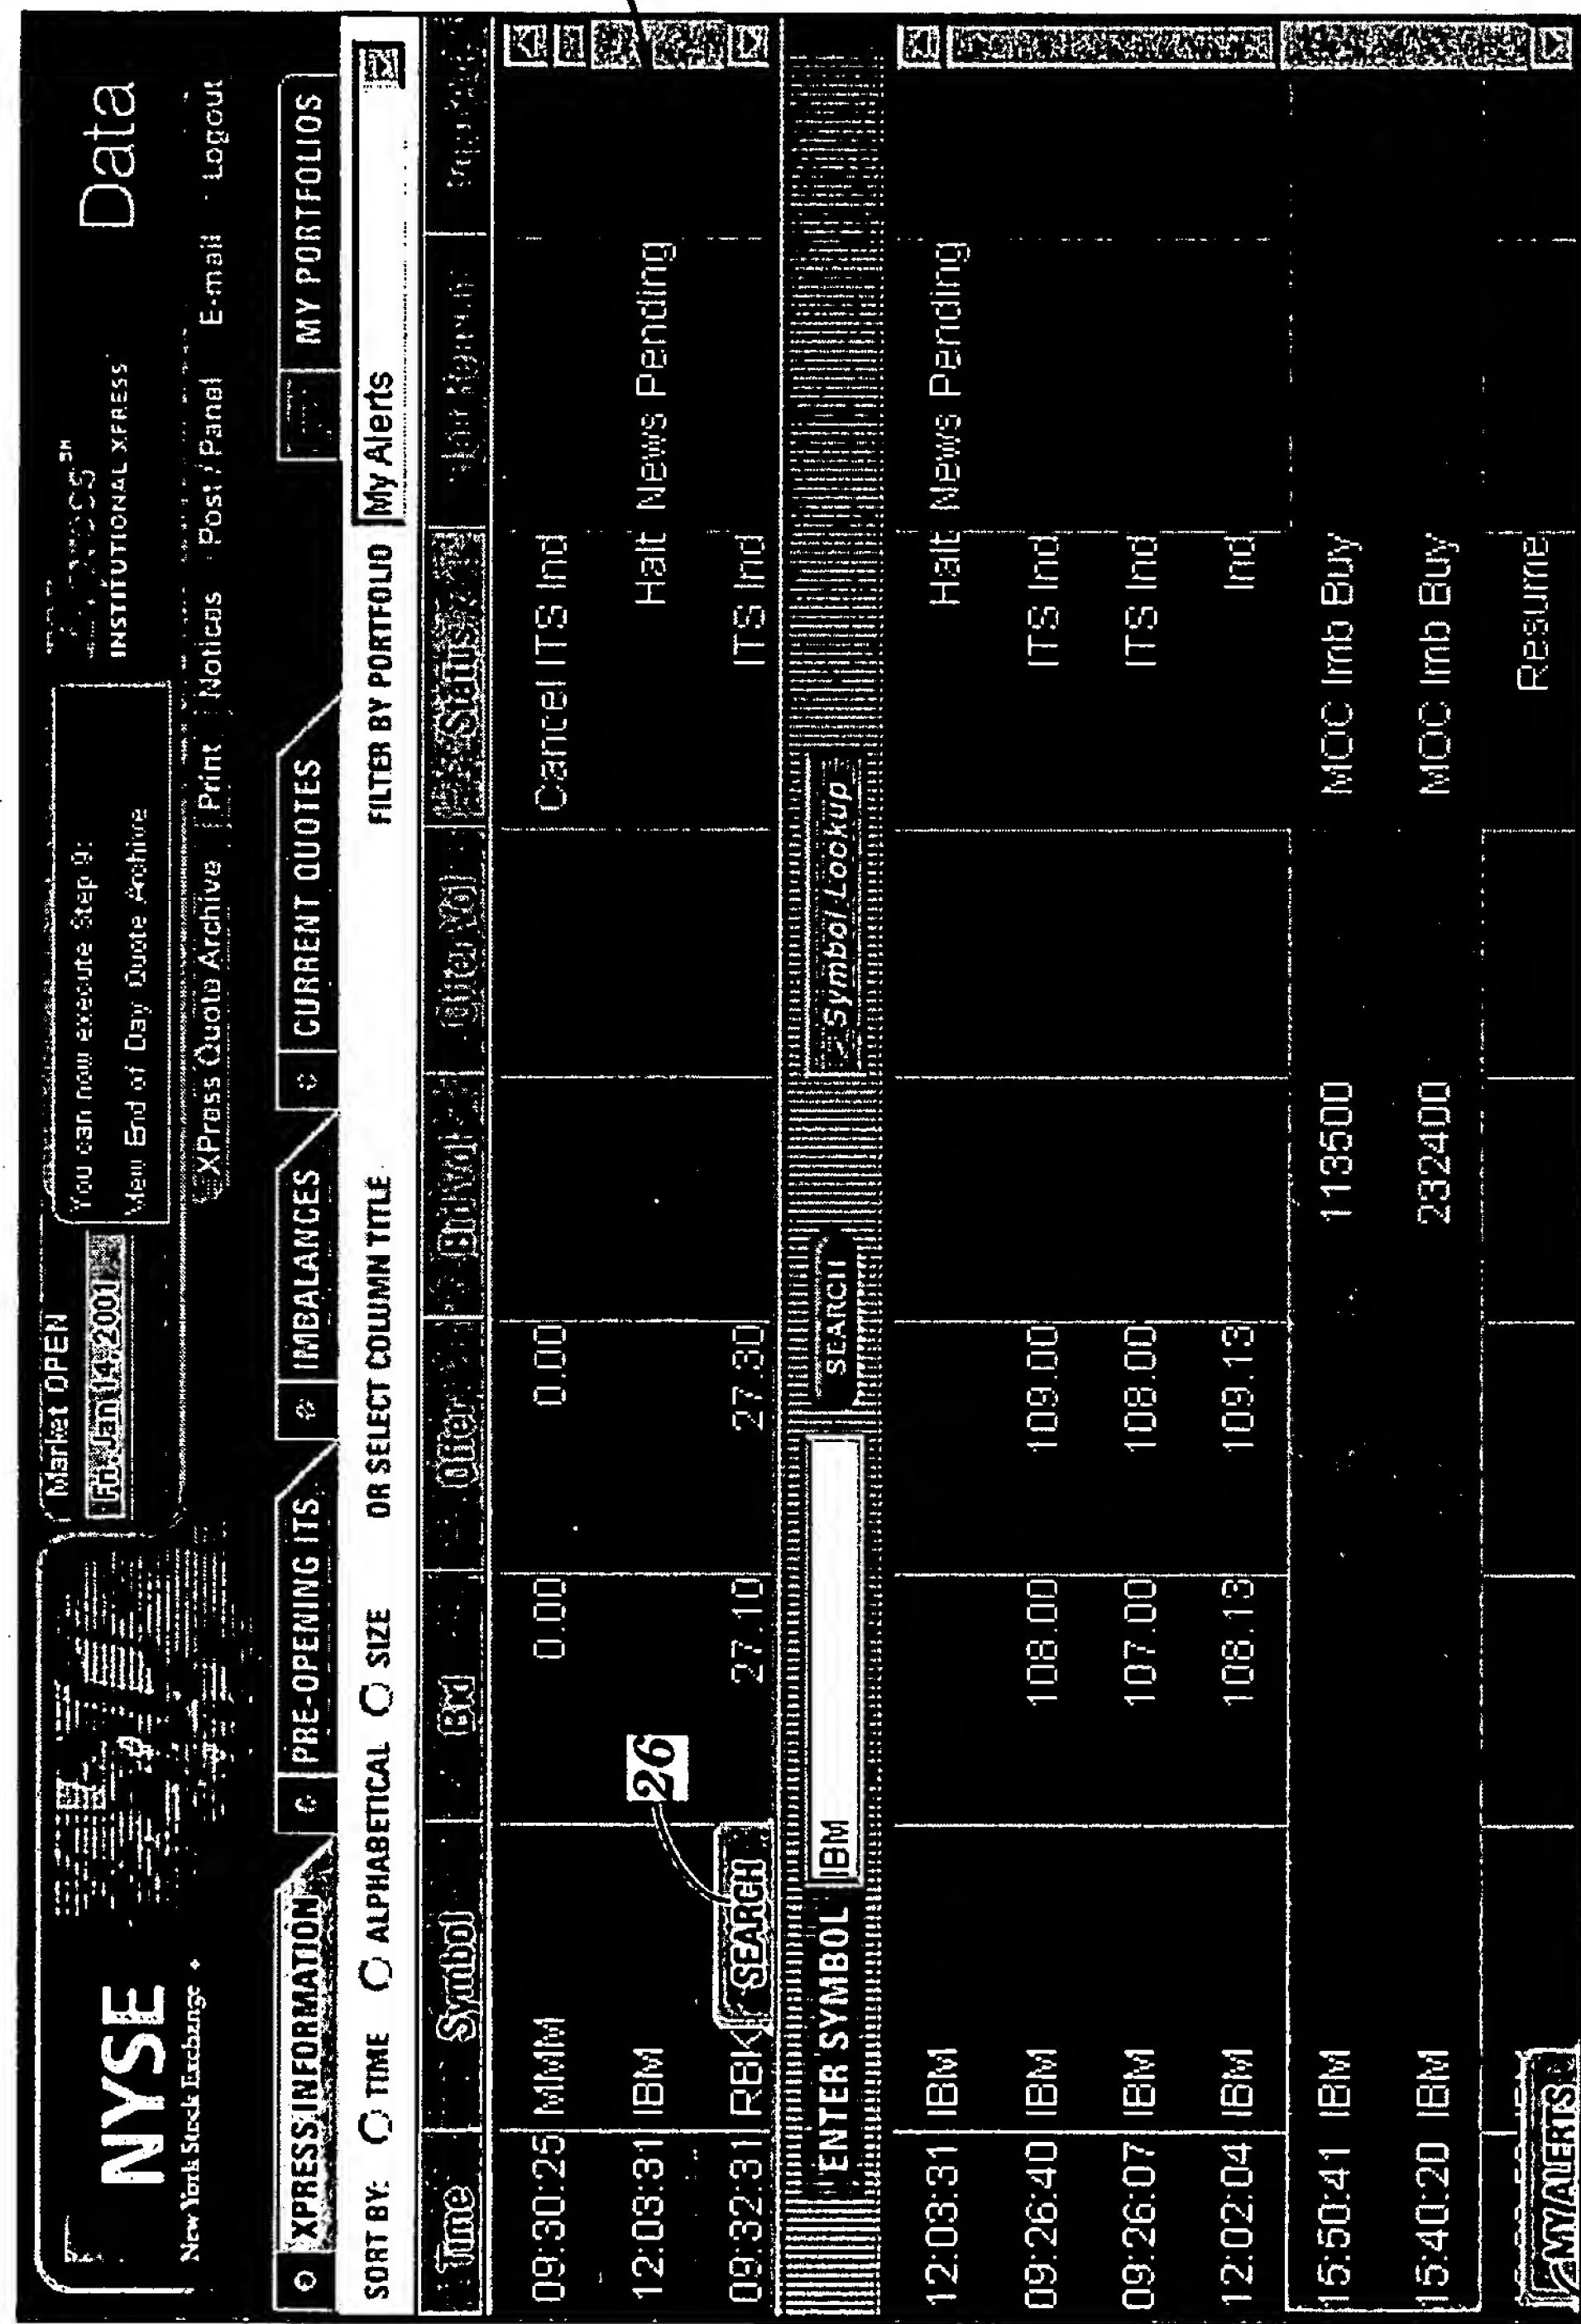 NYSE
New York Stock Exchange
Market OPEN
Fri. Jan 14, 2001
You can now execute Step 9:
View End of Day Quote Archive
INSTITUTIONAL XPRESS SM
Data
XPress Quote Archive Print Notices Post/Panel E-mail Logout
XPRESS INFORMATION PRE-OPENING ITS IMBALANCES CURRENT QUOTES MY PORTFOLIOS
SORT BY: TIME ALPHABETICAL SIZE OR SELECT COLUMN TITLE FILTER BY PORTFOLIO My Alerts
Time Symbol Bid Offer Bid Vol Offer Vol Status
09:30:25 MMM 0.00 0.00 Cancel ITS Ind
12:03:31 IBM Halt News Pending
26
09:32:31 RBK 27.10 27.30 ITS Ind
SEARCH
ENTER SYMBOL IBM SEARCH Symbol Lookup
12:03:31 IBM Halt News Pending
09:26:40 IBM 108.00 109.00 ITS Ind
09:26:07 IBM 107.00 108.00 ITS Ind
12:02:04 IBM 108.13 109.13 Ind
15:50:41 IBM 113500 MOC Imb Buy
15:40:20 IBM 232400 MOC Imb Buy
Resume
MY ALERTS